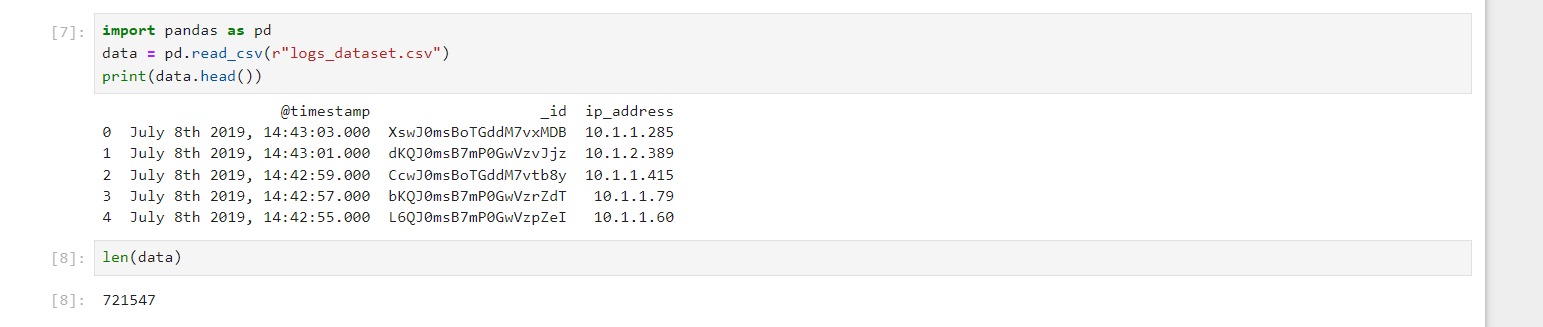 [7]: import pandas as pd
data = pd.read_csv(r"logs_dataset.csv")
print(data.head())
@timestamp _id ip_address
0 July 8th 2019, 14:43:03.000 XswJ0msBoTGddM7vxMDB 10.1.1.285
1 July 8th 2019, 14:43:01.000 dKQJ0msB7mP0GwVzvJjz 10.1.2.389
2 July 8th 2019, 14:42:59.000 CcwJ0msBoTGddM7vtb8y 10.1.1.415
3 July 8th 2019, 14:42:57.000 bKQJ0msB7mP0GwVzrZdT 10.1.1.79
4 July 8th 2019, 14:42:55.000 L6QJ0msB7mP0GwVzpZeI 10.1.1.60
[8]: len(data)
[8]: 721547